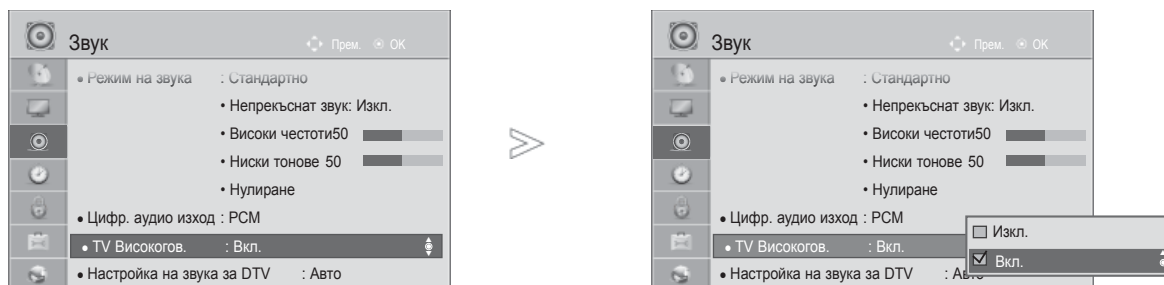 Звук Прем. OK
• Режим на звука : Стандартно
• Непрекъснат звук: Изкл.
• Високи честоти50
• Ниски тонове 50
• Нулиране
• Цифр. аудио изход : PCM
• TV Високогов. : Вкл.
• Настройка на звука за DTV : Авто
Звук Прем. OK
• Режим на звука : Стандартно
• Непрекъснат звук: Изкл.
• Високи честоти50
• Ниски тонове 50
• Нулиране
• Цифр. аудио изход : PCM
• TV Високогов. : Вкл.
• Настройка на звука за DTV :
Изкл.
Вкл.